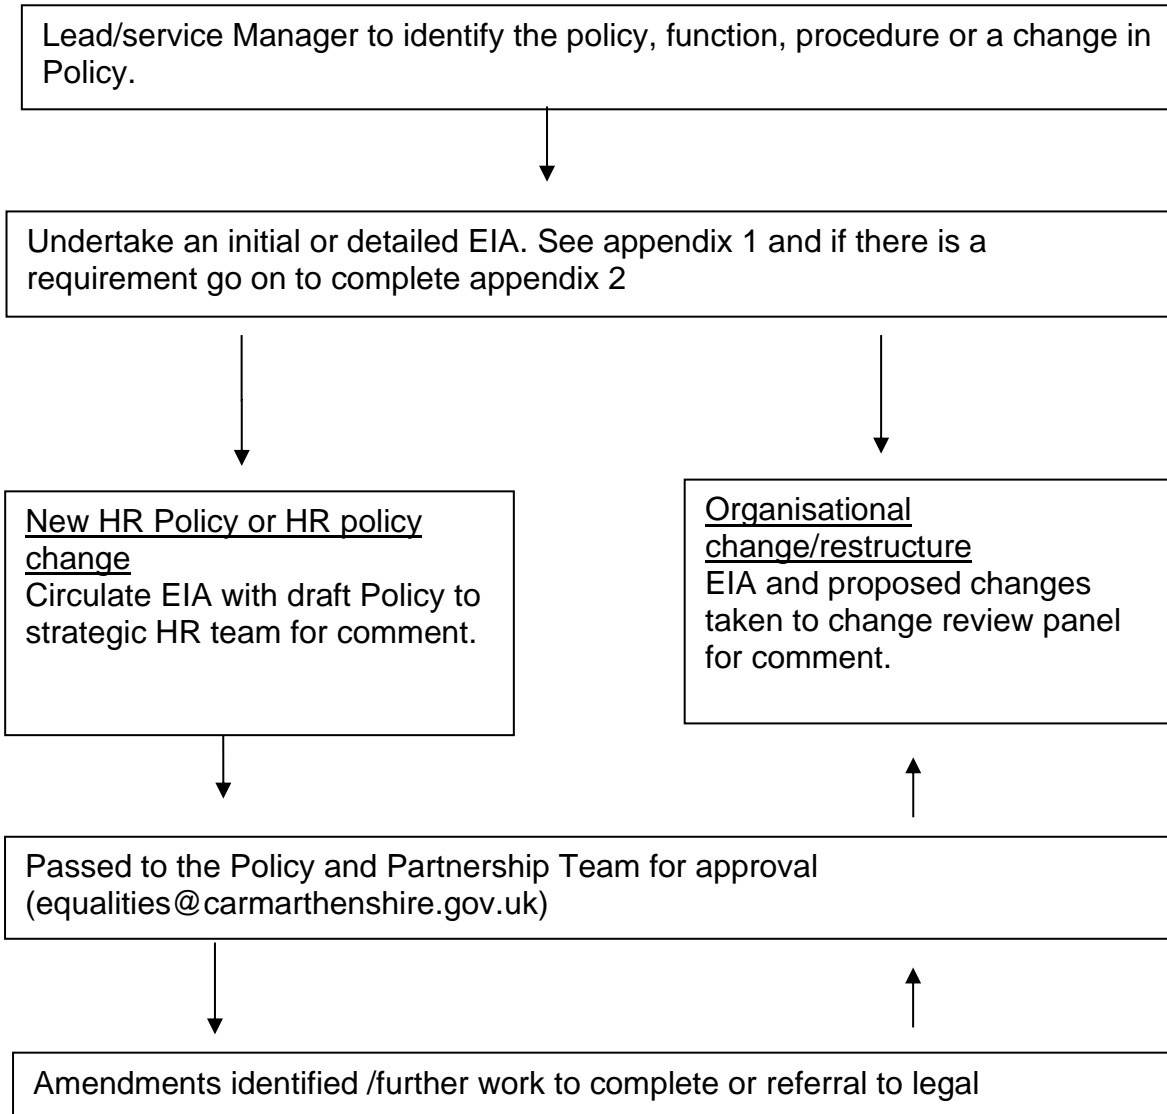 Lead/service Manager to identify the policy, function, procedure or a change in
Policy.
Undertake an initial or detailed EIA. See appendix 1 and if there is a
requirement go on to complete appendix 2
New HR Policy or HR policy
change
Circulate EIA with draft Policy to
strategic HR team for comment.
Organisational
change/restructure
EIA and proposed changes
taken to change review panel
for comment.
Passed to the Policy and Partnership Team for approval
(equalities@carmarthenshire.gov.uk)
Amendments identified /further work to complete or referral to legal